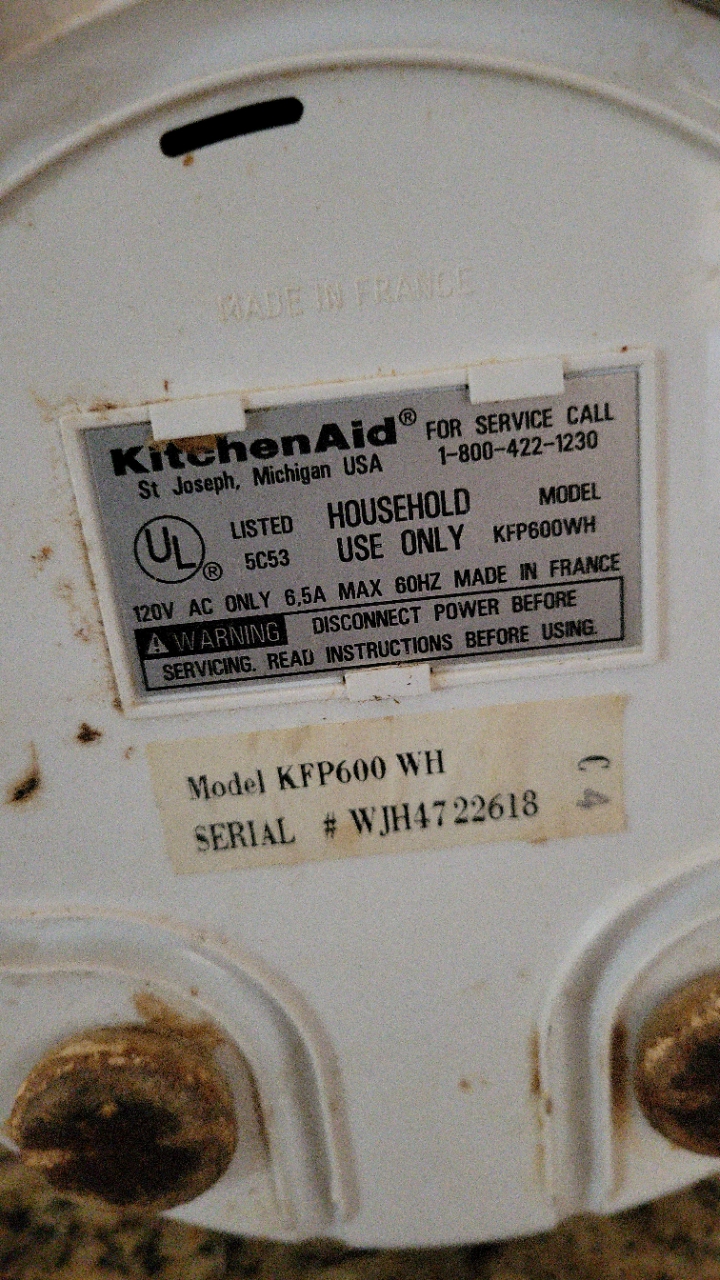 MADE IN FRANCE
KitchenAid® FOR SERVICE CALL
St Joseph, Michigan USA 1-800-422-1230
UL® LISTED 5C53
HOUSEHOLD USE ONLY
MODEL KFP600WH
120V AC ONLY 6,5A MAX 60HZ MADE IN FRANCE
WARNING DISCONNECT POWER BEFORE
SERVICING. READ INSTRUCTIONS BEFORE USING.
Model KFP600 WH
SERIAL # WJH4722618
C4